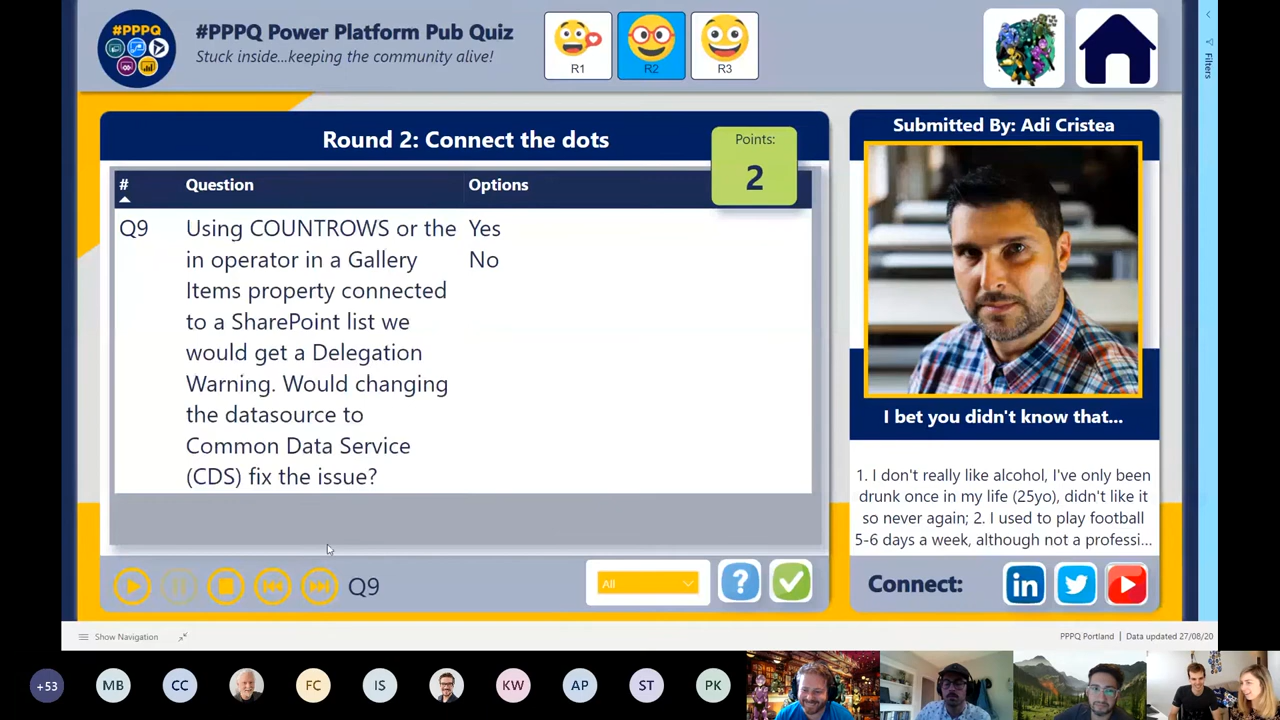 #PPPQ
#PPPQ Power Platform Pub Quiz
Stuck inside...keeping the community alive!
R1
R2
R3
Filters
Round 2: Connect the dots
Points:
2
# Question Options
Q9 Using COUNTROWS or the Yes
in operator in a Gallery No
Items property connected
to a SharePoint list we
would get a Delegation
Warning. Would changing
the datasource to
Common Data Service
(CDS) fix the issue?
Q9
All
?
Submitted By: Adi Cristea
I bet you didn't know that...
1. I don't really like alcohol, I've only been
drunk once in my life (25yo), didn't like it
so never again; 2. I used to play football
5-6 days a week, although not a professi...
Connect:
in
Show Navigation
PPPQ Portland | Data updated 27/08/20
+53
MB
CC
FC
IS
KW
AP
ST
PK